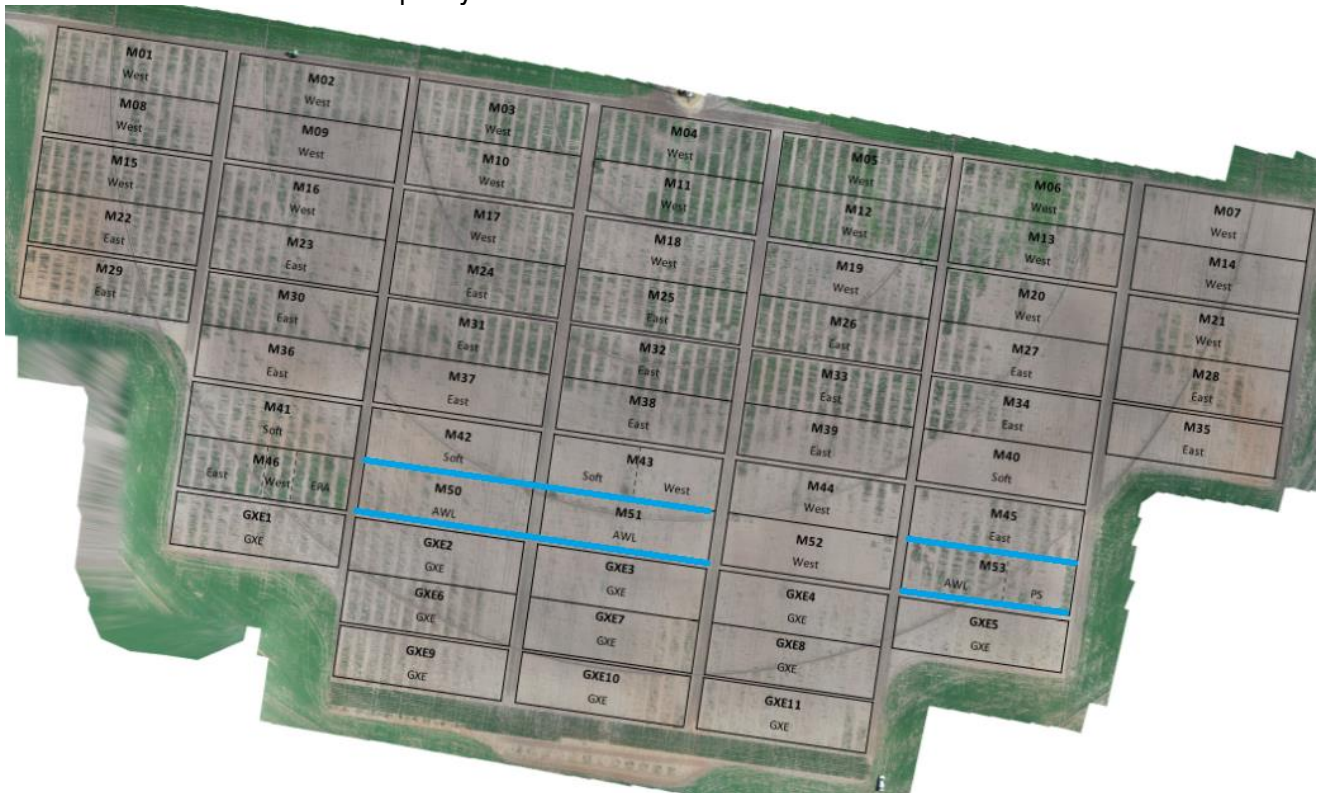 M01
West
M02
West
M03
West
M04
West
M05
West
M06
West
M07
West
M08
West
M09
West
M10
West
M11
West
M12
West
M13
West
M14
West
M15
West
M16
West
M17
West
M18
West
M19
West
M20
West
M21
West
M22
East
M23
East
M24
East
M25
East
M26
East
M27
East
M28
East
M29
East
M30
East
M31
East
M32
East
M33
East
M34
East
M35
East
M36
East
M37
East
M38
East
M39
East
M40
Soft
M41
Soft
M42
Soft
M43
Soft West
M44
West
M45
East
M46
East West ERA
M50
AWL
M51
AWL
M52
West
M53
AWL PS
GXE1
GXE
GXE2
GXE
GXE3
GXE
GXE4
GXE
GXE5
GXE
GXE6
GXE
GXE7
GXE
GXE8
GXE
GXE9
GXE
GXE10
GXE
GXE11
GXE